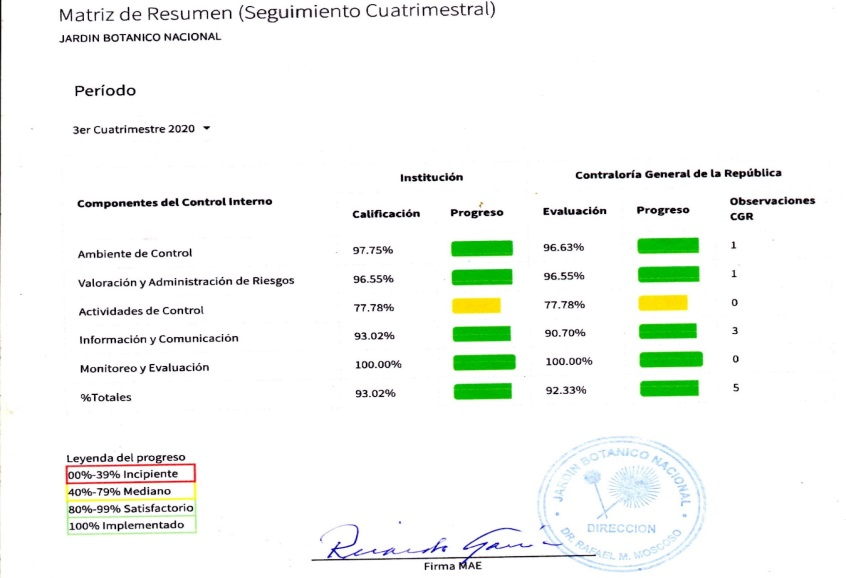 Matriz de Resumen (Seguimiento Cuatrimestral)
JARDIN BOTANICO NACIONAL
Período
3er Cuatrimestre 2020
Institución Contraloría General de la República
Componentes del Control Interno Calificación Progreso Evaluación Progreso Observaciones CGR
Ambiente de Control 97.75% 96.63% 1
Valoración y Administración de Riesgos 96.55% 96.55% 1
Actividades de Control 77.78% 77.78% 0
Información y Comunicación 93.02% 90.70% 3
Monitoreo y Evaluación 100.00% 100.00% 0
%Totales 93.02% 92.33% 5
Leyenda del progreso
00%-39% Incipiente
40%-79% Mediano
80%-99% Satisfactorio
100% Implementado
Ricardo García
Firma MAE
JARDIN BOTANICO NACIONAL
DIRECCION
DR. RAFAEL M. MOSCOSO